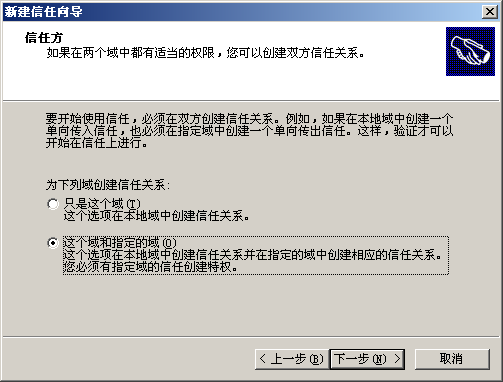 新建信任向导
信任方
如果在两个域中都有适当的权限，您可以创建双方信任关系。
要开始使用信任，必须在双方创建信任关系。例如，如果在本地域中创建一个
单向传入信任，也必须在指定域中创建一个单向传出信任。这样，验证才可以
开始在信任上进行。
为下列域创建信任关系:
只是这个域(T)
这个选项在本地域中创建信任关系。
这个域和指定的域(O)
这个选项在本地域中创建信任关系并在指定的域中创建相应的信任关系。
您必须有指定域的信任创建特权。
< 上一步(B) 下一步(N) > 取消